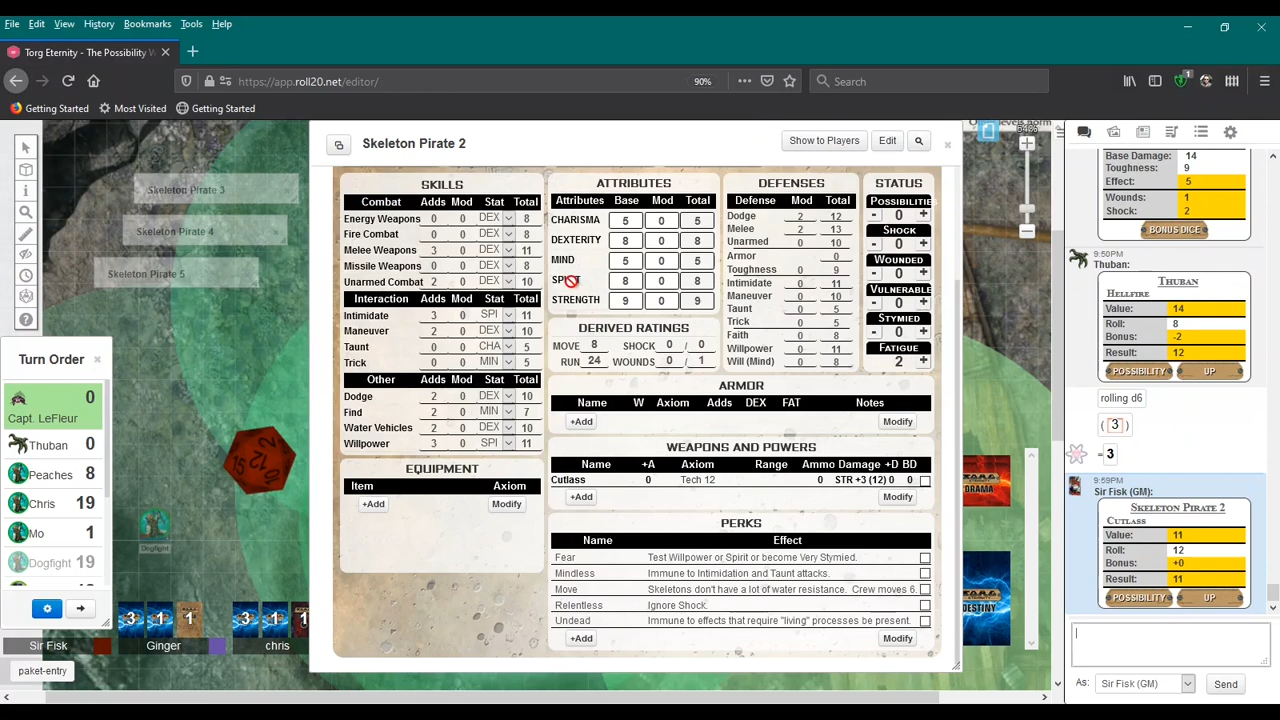 File Edit View History Bookmarks Tools Help
Torg Eternity - The Possibility W
https://app.roll20.net/editor/
90%
Search
Getting Started
Most Visited
Getting Started
Skeleton Pirate 3
Skeleton Pirate 4
Skeleton Pirate 5
Turn Order
Capt. LeFleur 0
Thuban 0
Peaches 8
Chris 19
Mo 1
Dogfight 19
Dogfight
3 1 1
3 1 1
Sir Fisk
Ginger
chris
paket-entry
Skeleton Pirate 2
Show to Players
Edit
SKILLS
Combat Adds Mod Stat Total
Energy Weapons 0 0 DEX 8
Fire Combat 0 0 DEX 8
Melee Weapons 3 0 DEX 11
Missile Weapons 0 0 DEX 8
Unarmed Combat 2 0 DEX 10
Interaction Adds Mod Stat Total
Intimidate 3 0 SPI 11
Maneuver 2 0 DEX 10
Taunt 0 0 CHA 5
Trick 0 0 MIN 5
Other Adds Mod Stat Total
Dodge 2 0 DEX 10
Find 2 0 MIN 7
Water Vehicles 2 0 DEX 10
Willpower 3 0 SPI 11
EQUIPMENT
Item Axiom
+Add Modify
ATTRIBUTES
Attributes Base Mod Total
CHARISMA 5 0 5
DEXTERITY 8 0 8
MIND 5 0 5
SPIRIT 8 0 8
STRENGTH 9 0 9
DERIVED RATINGS
MOVE 8 SHOCK 0 / 0
RUN 24 WOUNDS 0 / 1
DEFENSES
Defense Mod Total
Dodge 2 12
Melee 2 13
Unarmed 0 10
Armor 0
Toughness 0 9
Intimidate 0 11
Maneuver 0 10
Taunt 0 5
Trick 0 5
Faith 0 8
Willpower 0 11
Will (Mind) 0 8
STATUS
POSSIBILITIES
- 0 +
SHOCK
- 0 +
WOUNDED
- 0 +
VULNERABLE
- 0 +
STYMIED
- 0 +
FATIGUE
2 +
ARMOR
Name W Axiom Adds DEX FAT Notes
+Add Modify
WEAPONS AND POWERS
Name +A Axiom Range Ammo Damage +D BD
Cutlass 0 Tech 12 0 STR +3 (12) 0 0
+Add Modify
PERKS
Name Effect
Fear Test Willpower or Spirit or become Very Stymied.
Mindless Immune to Intimidation and Taunt attacks.
Move Skeletons don't have a lot of water resistance. Crew moves 6.
Relentless Ignore Shock.
Undead Immune to effects that require "living" processes be present.
+Add Modify
64%
DRAMA
DESTINY
Base Damage: 14
Toughness: 9
Effect: 5
Wounds: 1
Shock: 2
BONUS DICE
9:50PM
Thuban:
THUBAN
HELLFIRE
Value: 14
Roll: 8
Bonus: -2
Result: 12
POSSIBILITY UP
rolling d6
( 3 )
= 3
9:59PM
Sir Fisk (GM):
SKELETON PIRATE 2
CUTLASS
Value: 11
Roll: 12
Bonus: +0
Result: 11
POSSIBILITY UP
As: Sir Fisk (GM) Send